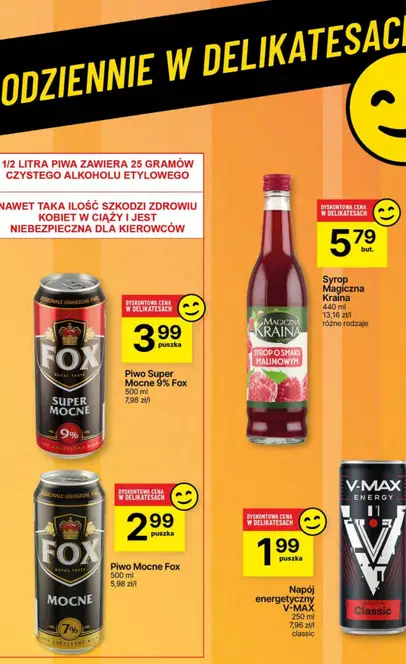 ODZIENNIE W DELIKATESAC
1/2 LITRA PIWA ZAWIERA 25 GRAMÓW
CZYSTEGO ALKOHOLU ETYLOWEGO
NAWET TAKA ILOŚĆ SZKODZI ZDROWIU
KOBIET W CIĄŻY I JEST
NIEBEZPIECZNA DLA KIEROWCÓW
DYSKONTOWA CENA
W DELIKATESACH
5 79
but.
Syrop
Magiczna
Kraina
440 ml
13,16 zł/l
różne rodzaje
MAGICZNA
KRAINA
SYROP O SMAKU
MALINOWYM
DYSKONTOWA CENA
W DELIKATESACH
3 99
puszka
Piwo Super
Mocne 9% Fox
500 ml
7,98 zł/l
FOX
ROYAL TASTE
SUPER
MOCNE
9%
DYSKONTOWA CENA
W DELIKATESACH
2 99
puszka
Piwo Mocne Fox
500 ml
5,98 zł/l
FOX
ROYAL TASTE
MOCNE
7%
DYSKONTOWA CENA
W DELIKATESACH
1 99
puszka
Napój
energetyczny
V-MAX
250 ml
7,96 zł/l
classic
V-MAX
ENERGY
Classic